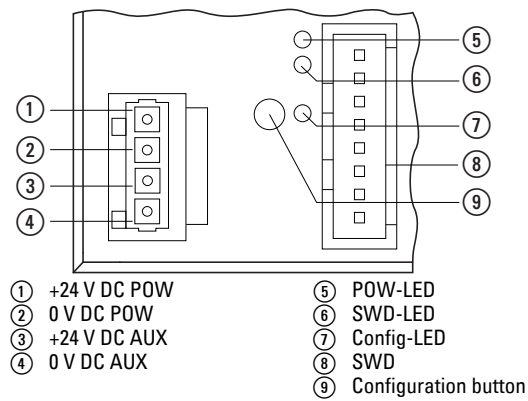 5
6
1
7
2
3
8
9
4
1 +24 V DC POW
2 0 V DC POW
3 +24 V DC AUX
4 0 V DC AUX
5 POW-LED
6 SWD-LED
7 Config-LED
8 SWD
9 Configuration button